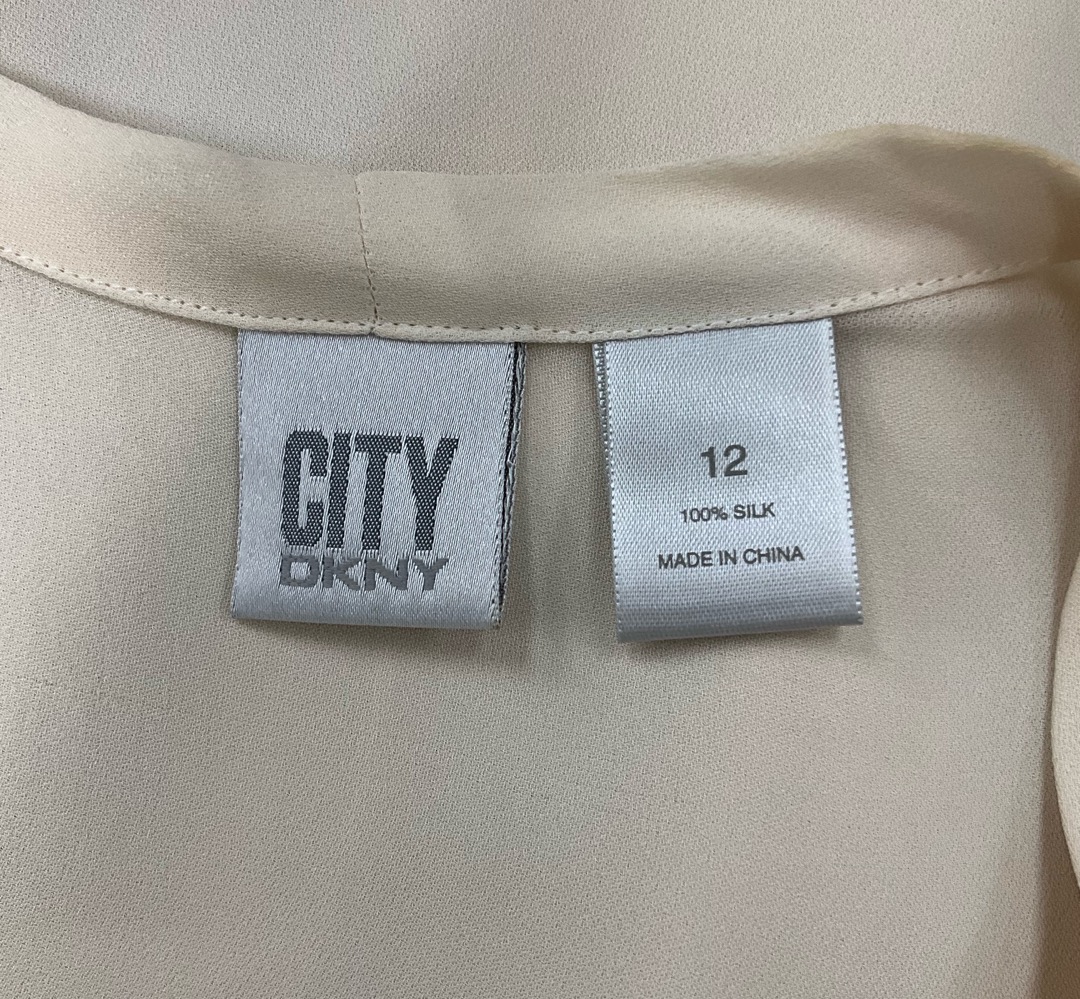 CITY
DKNY
12
100% SILK
MADE IN CHINA